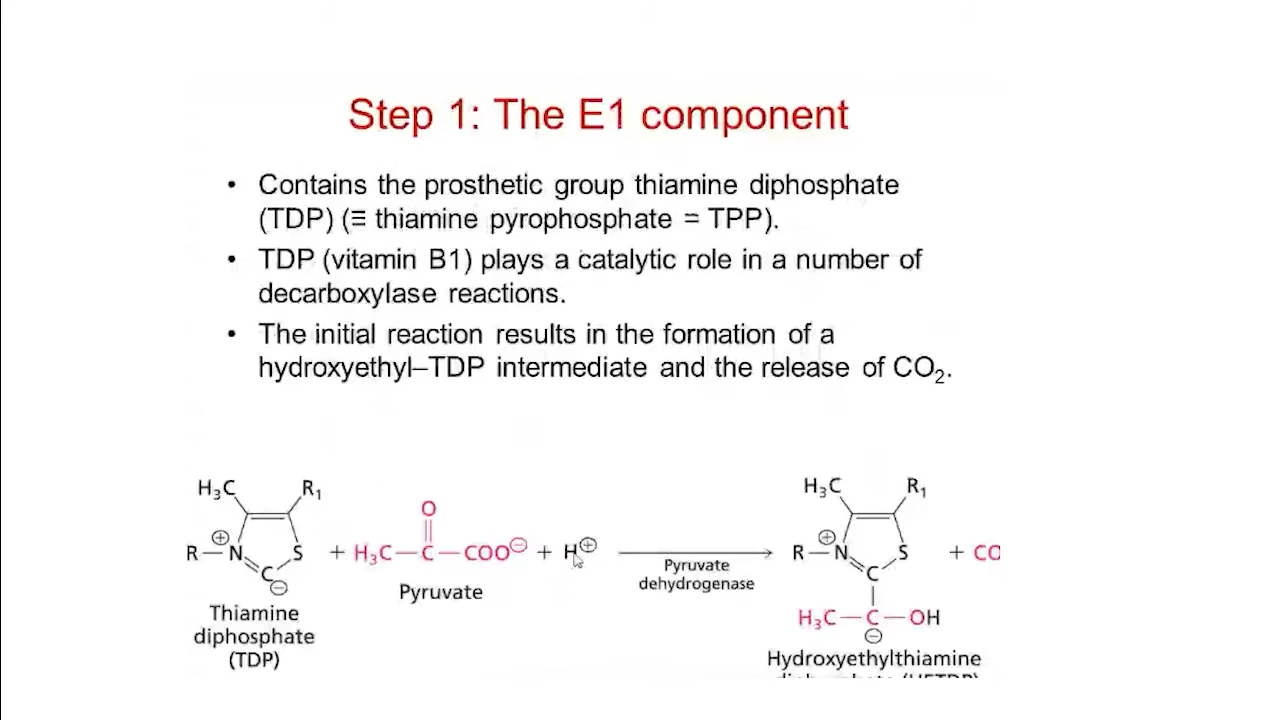 Step 1: The E1 component
• Contains the prosthetic group thiamine diphosphate
(TDP) (≡ thiamine pyrophosphate = TPP).
• TDP (vitamin B1) plays a catalytic role in a number of
decarboxylase reactions.
• The initial reaction results in the formation of a
hydroxyethyl–TDP intermediate and the release of CO₂.
H₃C R₁
R–N⊕ S
C⊖
Thiamine
diphosphate
(TDP)
+
O
H₃C–C–COO⊖
Pyruvate
+ H⊕
Pyruvate
dehydrogenase
H₃C R₁
R–N⊕ S
C
H₃C–C–OH
⊖
Hydroxyethylthiamine
+ CO